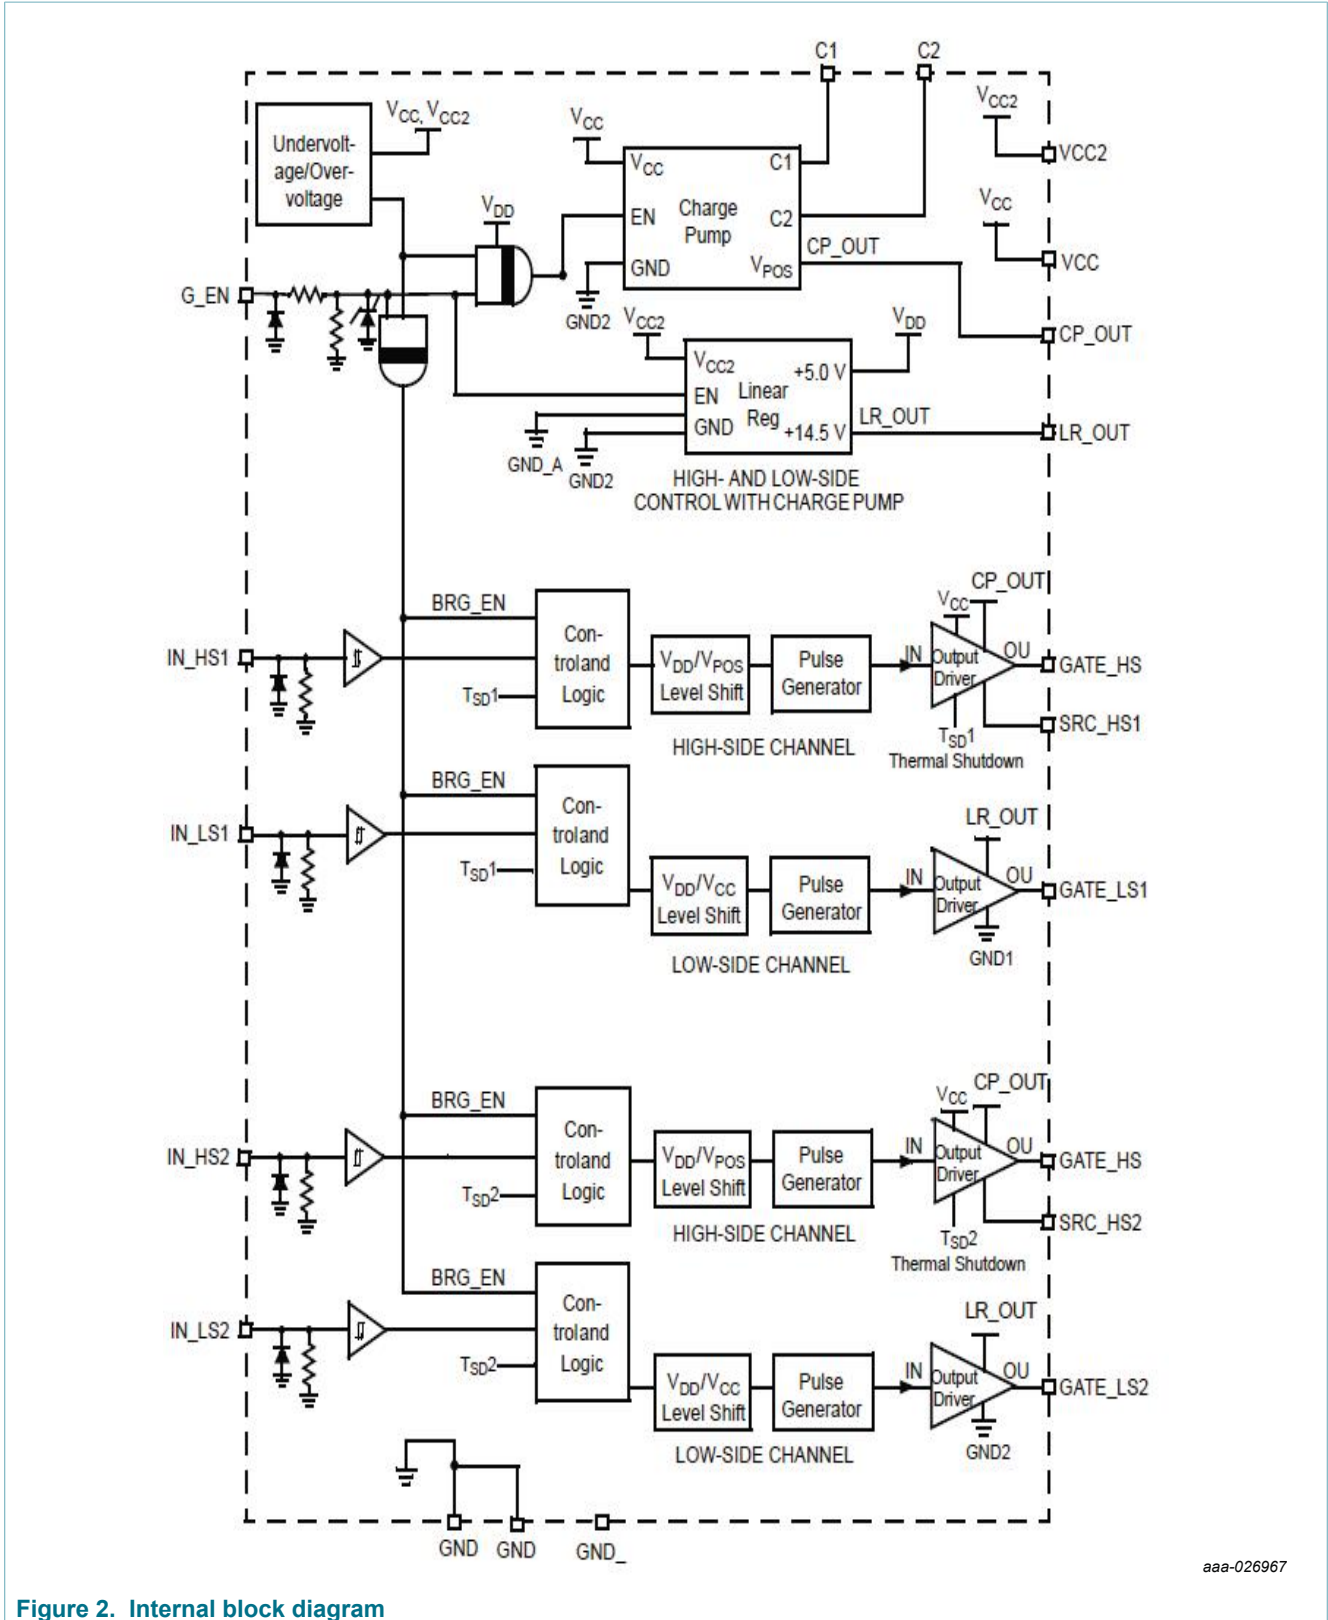 C1
C2
VCC, VCC2
Undervolt-
age/Over-
voltage
VCC
VCC2
VCC
C1
VCC2
VDD
EN
Charge
Pump
C2
VCC
CP_OUT
GND
VPOS
VCC
G_EN
GND2
VCC2
VDD
CP_OUT
VCC2
+5.0 V
EN
Linear
Reg
GND
+14.5 V
LR_OUT
LR_OUT
GND_A
GND2
HIGH- AND LOW-SIDE
CONTROL WITH CHARGE PUMP
BRG_EN
CP_OUT
VCC
IN_HS1
Con-
troland
Logic
VDD/VPOS
Level Shift
Pulse
Generator
IN
Output
Driver
OU
GATE_HS
TSD1
SRC_HS1
HIGH-SIDE CHANNEL
TSD1
Thermal Shutdown
BRG_EN
LR_OUT
IN_LS1
Con-
troland
Logic
TSD1
VDD/VCC
Level Shift
Pulse
Generator
IN
Output
Driver
OU
GATE_LS1
GND1
LOW-SIDE CHANNEL
BRG_EN
CP_OUT
VCC
IN_HS2
Con-
troland
Logic
VDD/VPOS
Level Shift
Pulse
Generator
IN
Output
Driver
OU
GATE_HS
TSD2
SRC_HS2
HIGH-SIDE CHANNEL
TSD2
Thermal Shutdown
BRG_EN
LR_OUT
IN_LS2
Con-
troland
Logic
TSD2
VDD/VCC
Level Shift
Pulse
Generator
IN
Output
Driver
OU
GATE_LS2
GND2
LOW-SIDE CHANNEL
GND
GND
GND_
aaa-026967
Figure 2. Internal block diagram